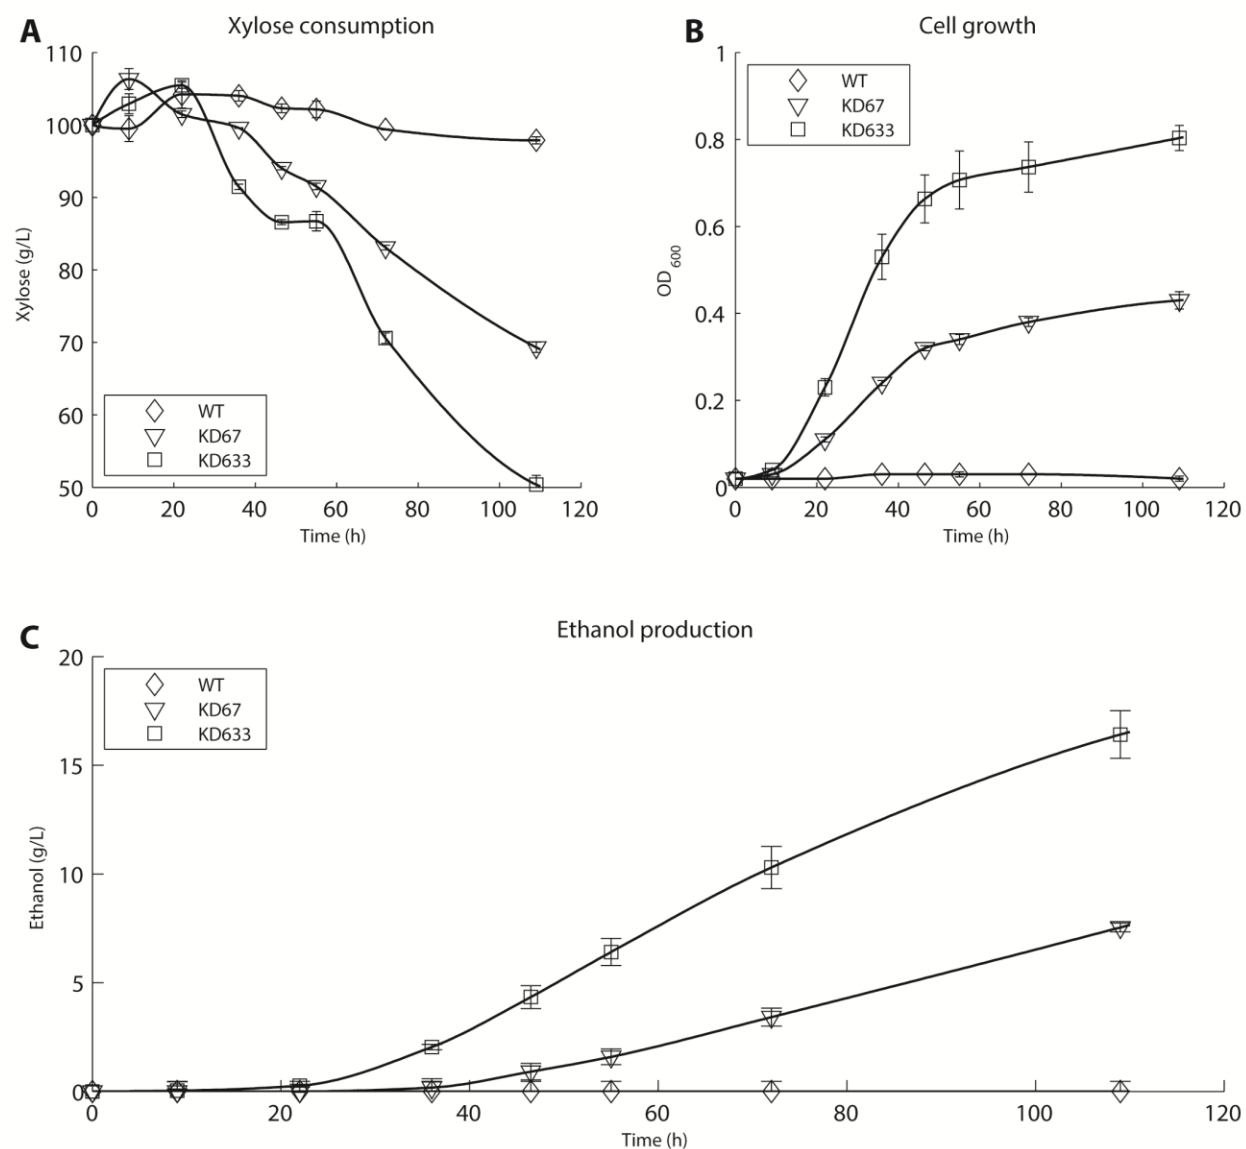 A
Xylose consumption
110
100
90
80
70
60
50
Xylose (g/L)
WT
KD67
KD633
0
20
40
60
80
100
120
Time (h)
B
Cell growth
1
0.8
0.6
0.4
0.2
0
OD600
WT
KD67
KD633
0
20
40
60
80
100
120
Time (h)
C
Ethanol production
20
15
10
5
0
Ethanol (g/L)
WT
KD67
KD633
0
20
40
60
80
100
120
Time (h)